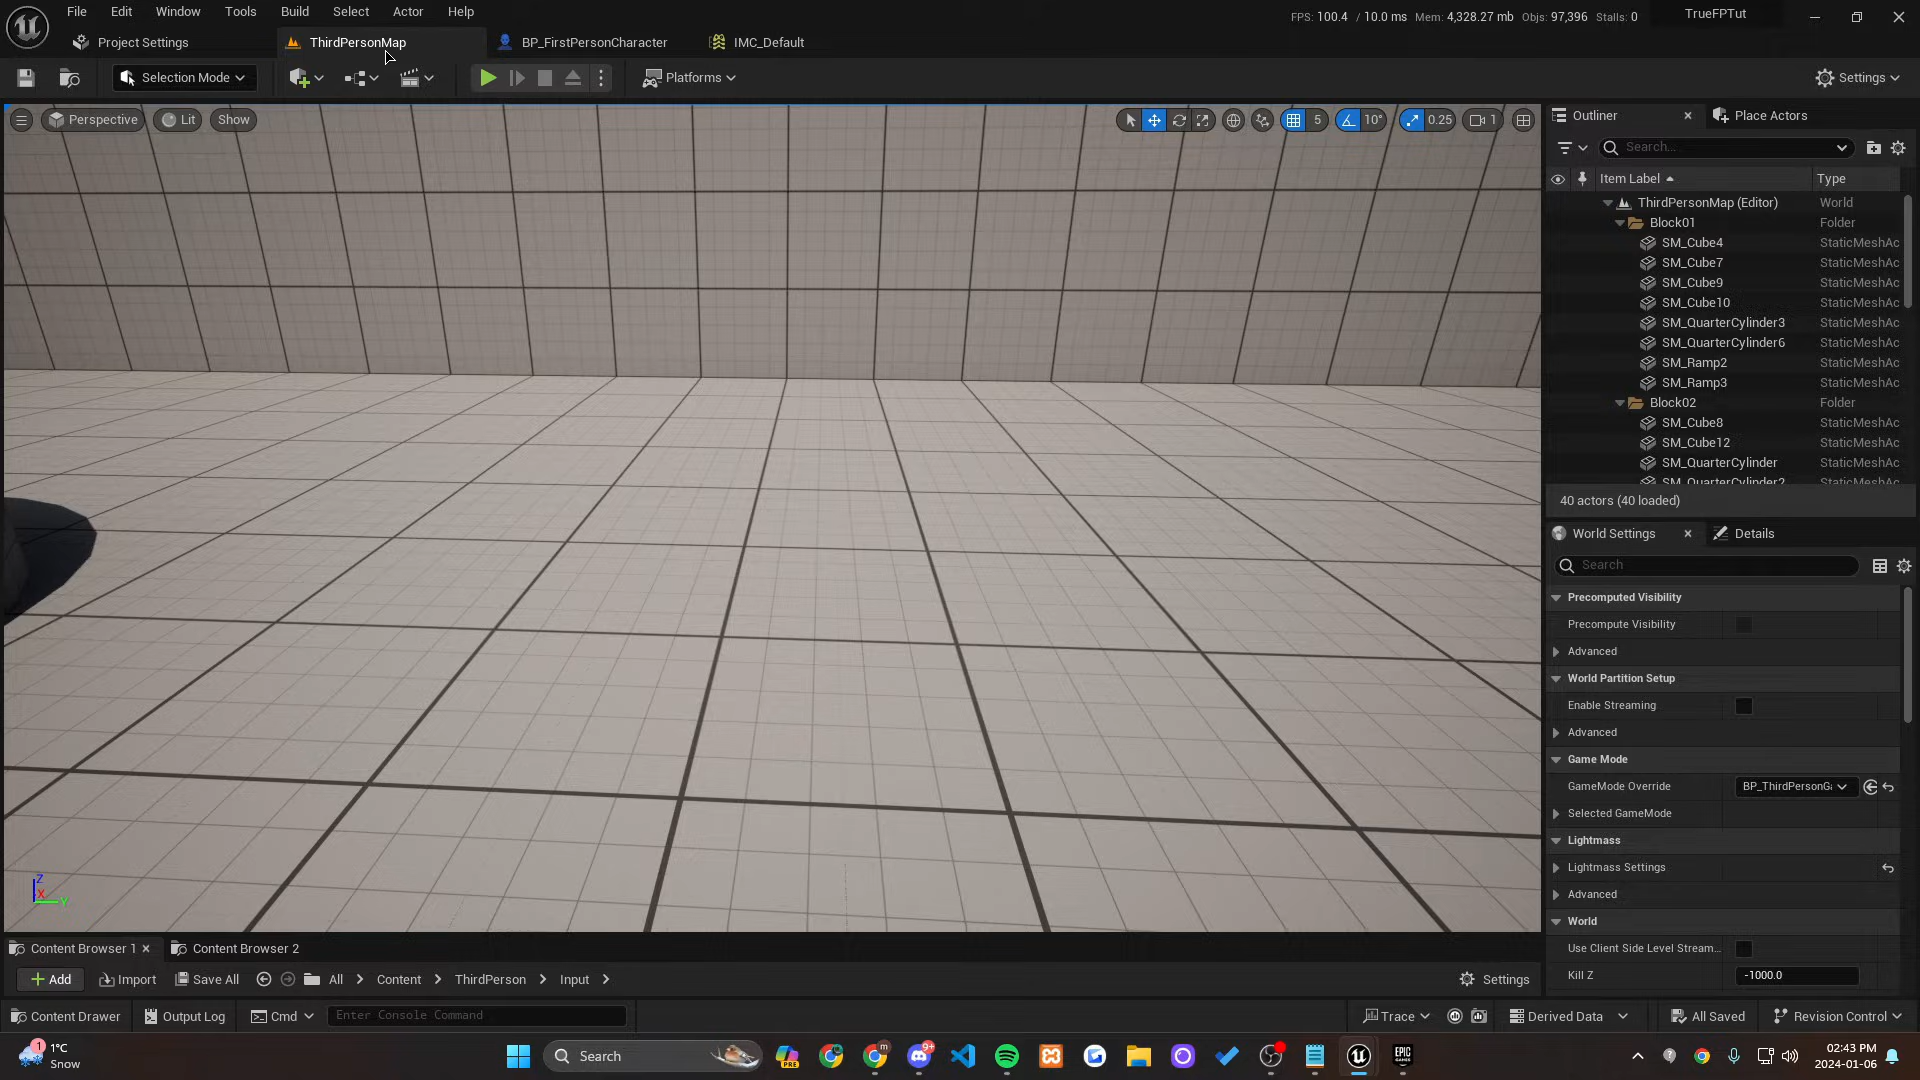 File Edit Window Tools Build Select Actor Help
FPS: 100.4 / 10.0 ms Mem: 4,328.27 mb Objs: 97,396 Stalls: 0
TrueFPTut
Project Settings
ThirdPersonMap
BP_FirstPersonCharacter
IMC_Default
Selection Mode
Platforms
Settings
Perspective
Lit
Show
5
10°
0.25
1
Outliner
Place Actors
Search...
Item Label
Type
ThirdPersonMap (Editor) World
Block01 Folder
SM_Cube4 StaticMeshAc
SM_Cube7 StaticMeshAc
SM_Cube9 StaticMeshAc
SM_Cube10 StaticMeshAc
SM_QuarterCylinder3 StaticMeshAc
SM_QuarterCylinder6 StaticMeshAc
SM_Ramp2 StaticMeshAc
SM_Ramp3 StaticMeshAc
Block02 Folder
SM_Cube8 StaticMeshAc
SM_Cube12 StaticMeshAc
SM_QuarterCylinder StaticMeshAc
SM_QuarterCylinder2 StaticMeshAc
40 actors (40 loaded)
World Settings
Details
Search
Precomputed Visibility
Precompute Visibility
Advanced
World Partition Setup
Enable Streaming
Advanced
Game Mode
GameMode Override BP_ThirdPersonGa
Selected GameMode
Lightmass
Lightmass Settings
Advanced
World
Use Client Side Level Stream...
Kill Z -1000.0
Z
X
Y
Content Browser 1
Content Browser 2
Add
Import
Save All
All
Content
ThirdPerson
Input
Settings
Content Drawer
Output Log
Cmd
Enter Console Command
Trace
Derived Data
All Saved
Revision Control
1
1°C
Snow
Search
PRE
m
9+
EPIC
GAMES
02:43 PM
2024-01-06